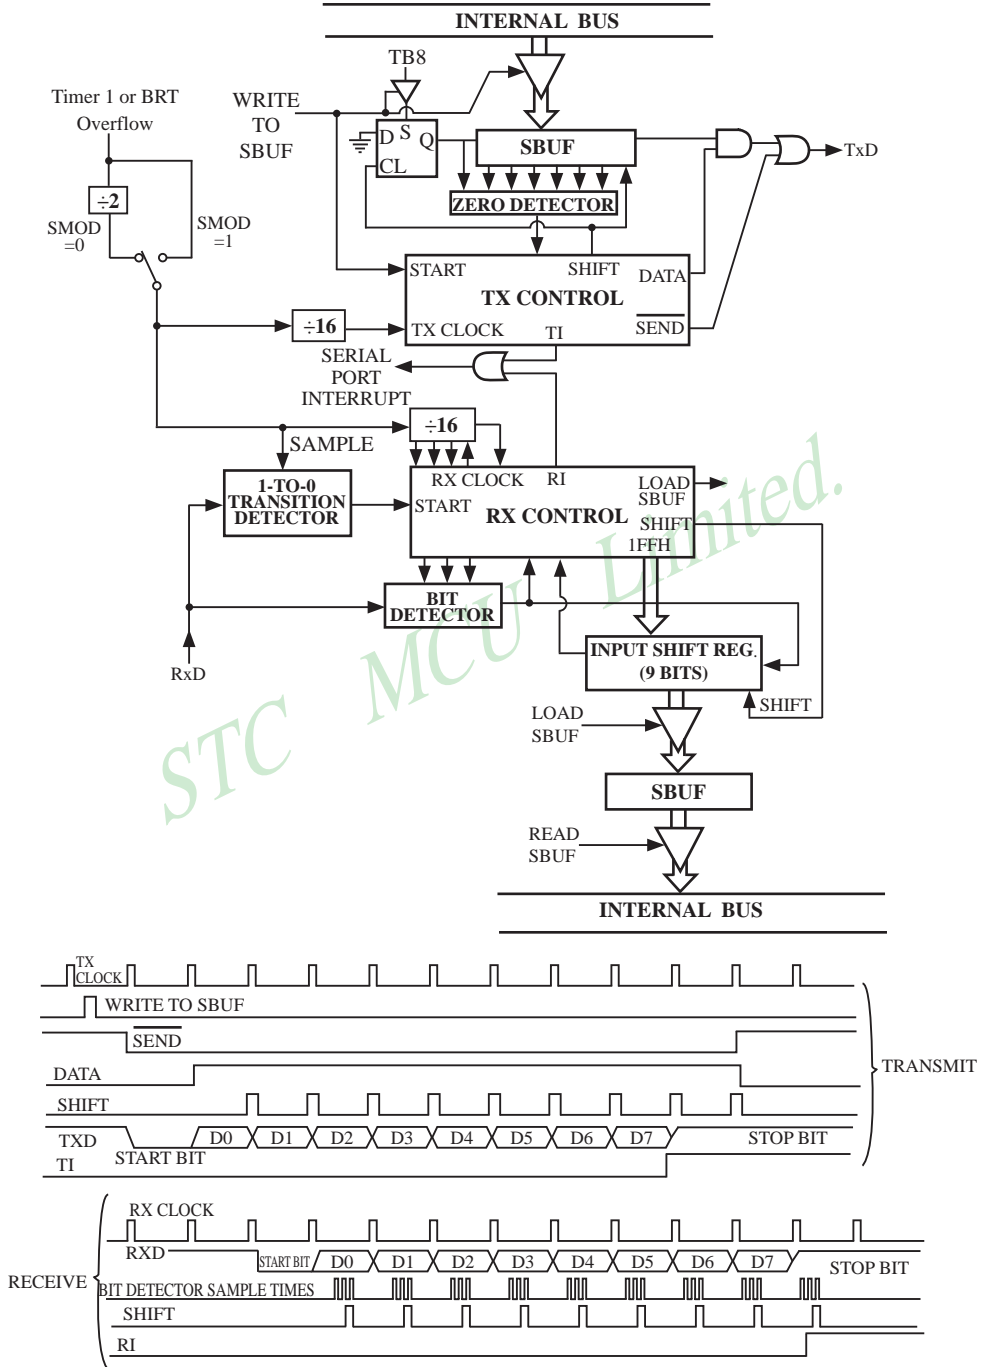 INTERNAL BUS
TB8
Timer 1 or BRT
Overflow
WRITE
TO
SBUF
D S Q
CL
SBUF
TxD
÷2
ZERO DETECTOR
SMOD
=0
SMOD
=1
START
SHIFT
DATA
TX CONTROL
÷16
TX CLOCK
TI
SEND
SERIAL
PORT
INTERRUPT
÷16
SAMPLE
1-TO-0
TRANSITION
DETECTOR
RX CLOCK
RI
LOAD
SBUF
START
RX CONTROL
SHIFT
1FFH
BIT
DETECTOR
RxD
INPUT SHIFT REG.
(9 BITS)
SHIFT
LOAD
SBUF
SBUF
READ
SBUF
INTERNAL BUS
STC MCU Limited.
TX
CLOCK
WRITE TO SBUF
SEND
DATA
TRANSMIT
SHIFT
TXD
START BIT
D0 D1 D2 D3 D4 D5 D6 D7
STOP BIT
TI
RX CLOCK
RXD
START BIT
D0 D1 D2 D3 D4 D5 D6 D7
STOP BIT
RECEIVE
BIT DETECTOR SAMPLE TIMES
SHIFT
RI